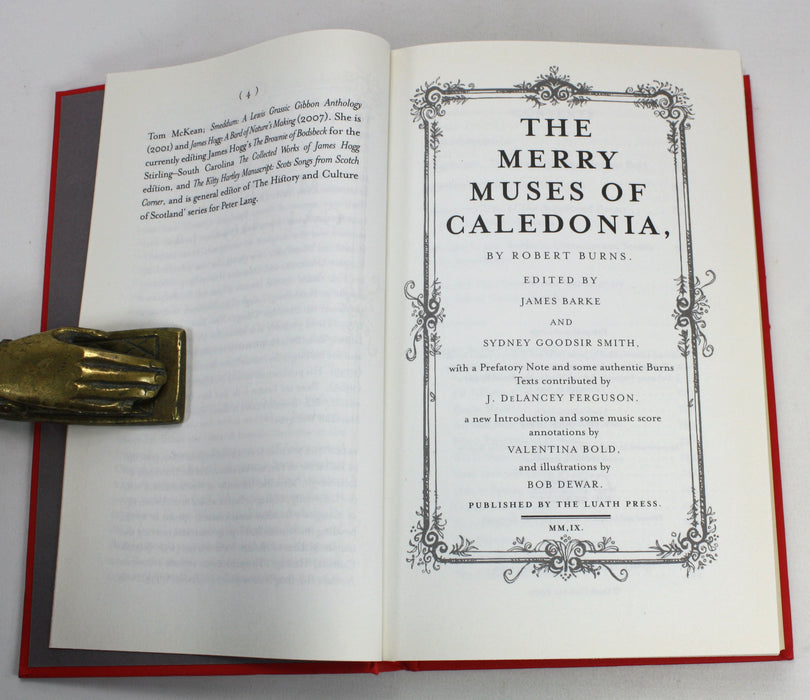 ( 4 )
Tom McKean; Smeddum: A Lewis Grassic Gibbon Anthology
(2001) and James Hogg: A Bard of Nature's Making (2007). She is
currently editing James Hogg's The Brownie of Bodsbeck for the
Stirling–South Carolina The Collected Works of James Hogg
edition, and The Kitty Hartley Manuscript: Scots Songs from Scotch
Corner, and is general editor of 'The History and Culture
of Scotland' series for Peter Lang.
THE
MERRY
MUSES OF
CALEDONIA,
BY ROBERT BURNS.
EDITED BY
JAMES BARKE
AND
SYDNEY GOODSIR SMITH,
with a Prefatory Note and some authentic Burns
Texts contributed by
J. DeLANCEY FERGUSON.
a new Introduction and some music score
annotations by
VALENTINA BOLD,
and illustrations by
BOB DEWAR.
PUBLISHED BY THE LUATH PRESS.
MM,IX.